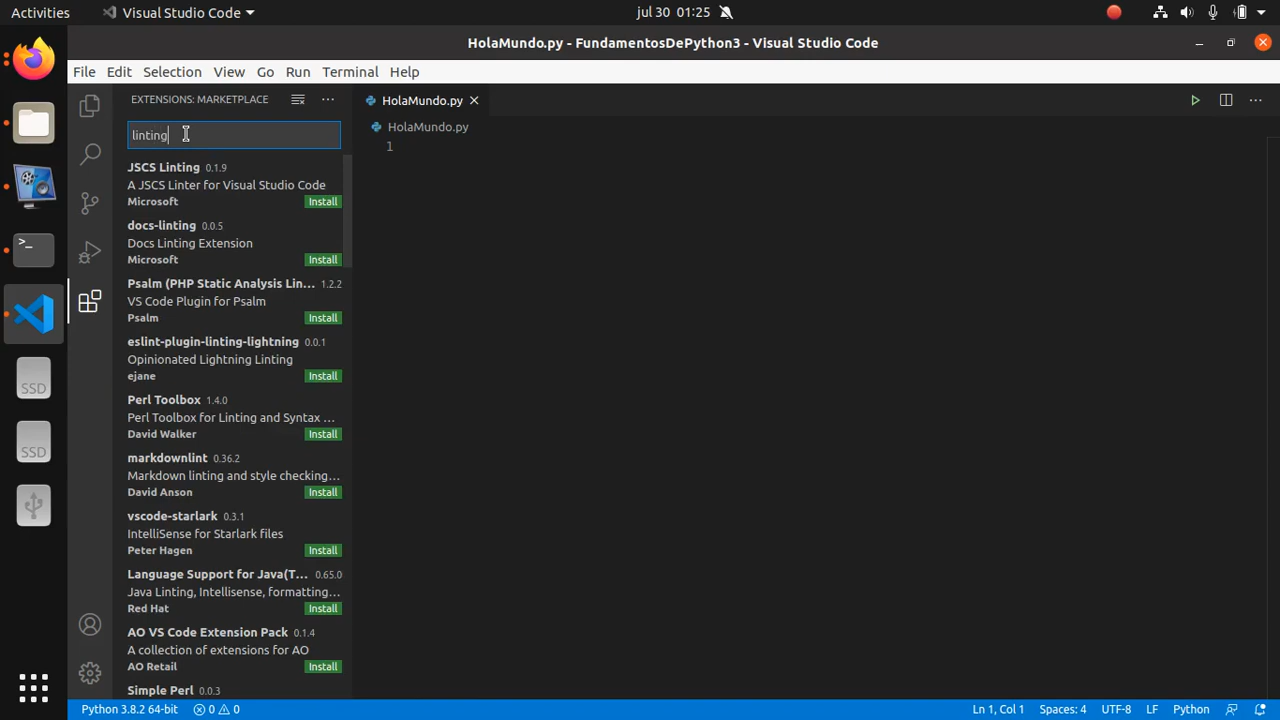 Activities
Visual Studio Code
jul 30 01:25
HolaMundo.py - FundamentosDePython3 - Visual Studio Code
File Edit Selection View Go Run Terminal Help
EXTENSIONS: MARKETPLACE
linting
JSCS Linting 0.1.9
A JSCS Linter for Visual Studio Code
Microsoft Install
docs-linting 0.0.5
Docs Linting Extension
Microsoft Install
Psalm (PHP Static Analysis Lin... 1.2.2
VS Code Plugin for Psalm
Psalm Install
eslint-plugin-linting-lightning 0.0.1
Opinionated Lightning Linting
ejane Install
Perl Toolbox 1.4.0
Perl Toolbox for Linting and Syntax ...
David Walker Install
markdownlint 0.36.2
Markdown linting and style checking...
David Anson Install
vscode-starlark 0.3.1
IntelliSense for Starlark files
Peter Hagen Install
Language Support for Java(T... 0.65.0
Java Linting, Intellisense, formatting...
Red Hat Install
AO VS Code Extension Pack 0.1.4
A collection of extensions for AO
AO Retail Install
Simple Perl 0.0.3
HolaMundo.py
HolaMundo.py
1
SSD
SSD
Python 3.8.2 64-bit 0 0 Ln 1, Col 1 Spaces: 4 UTF-8 LF Python